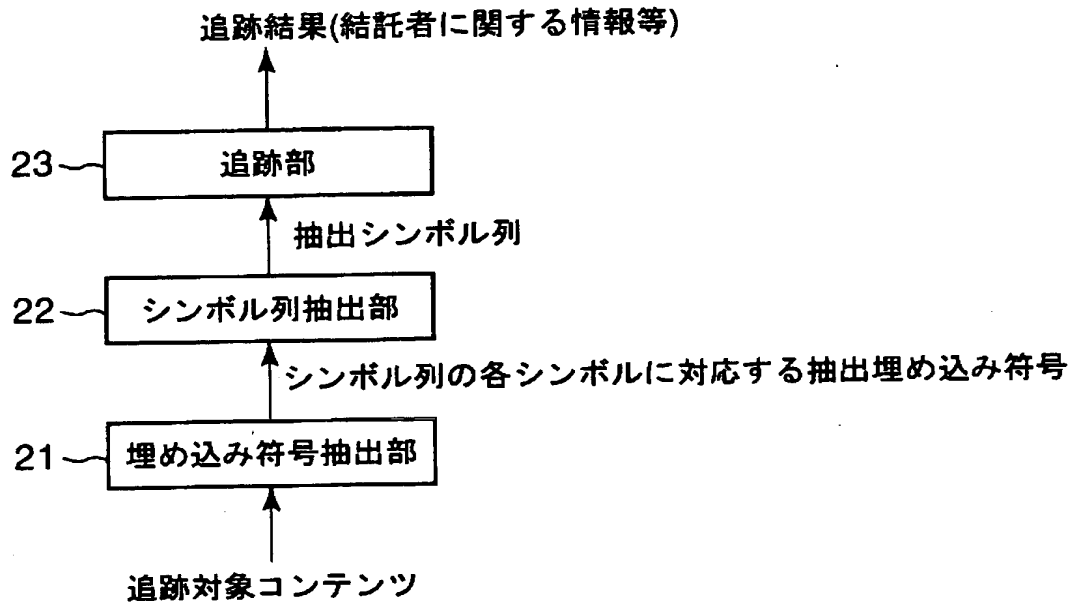 追跡結果(結託者に関する情報等)
23 追跡部
抽出シンボル列
22 シンボル列抽出部
シンボル列の各シンボルに対応する抽出埋め込み符号
21 埋め込み符号抽出部
追跡対象コンテンツ